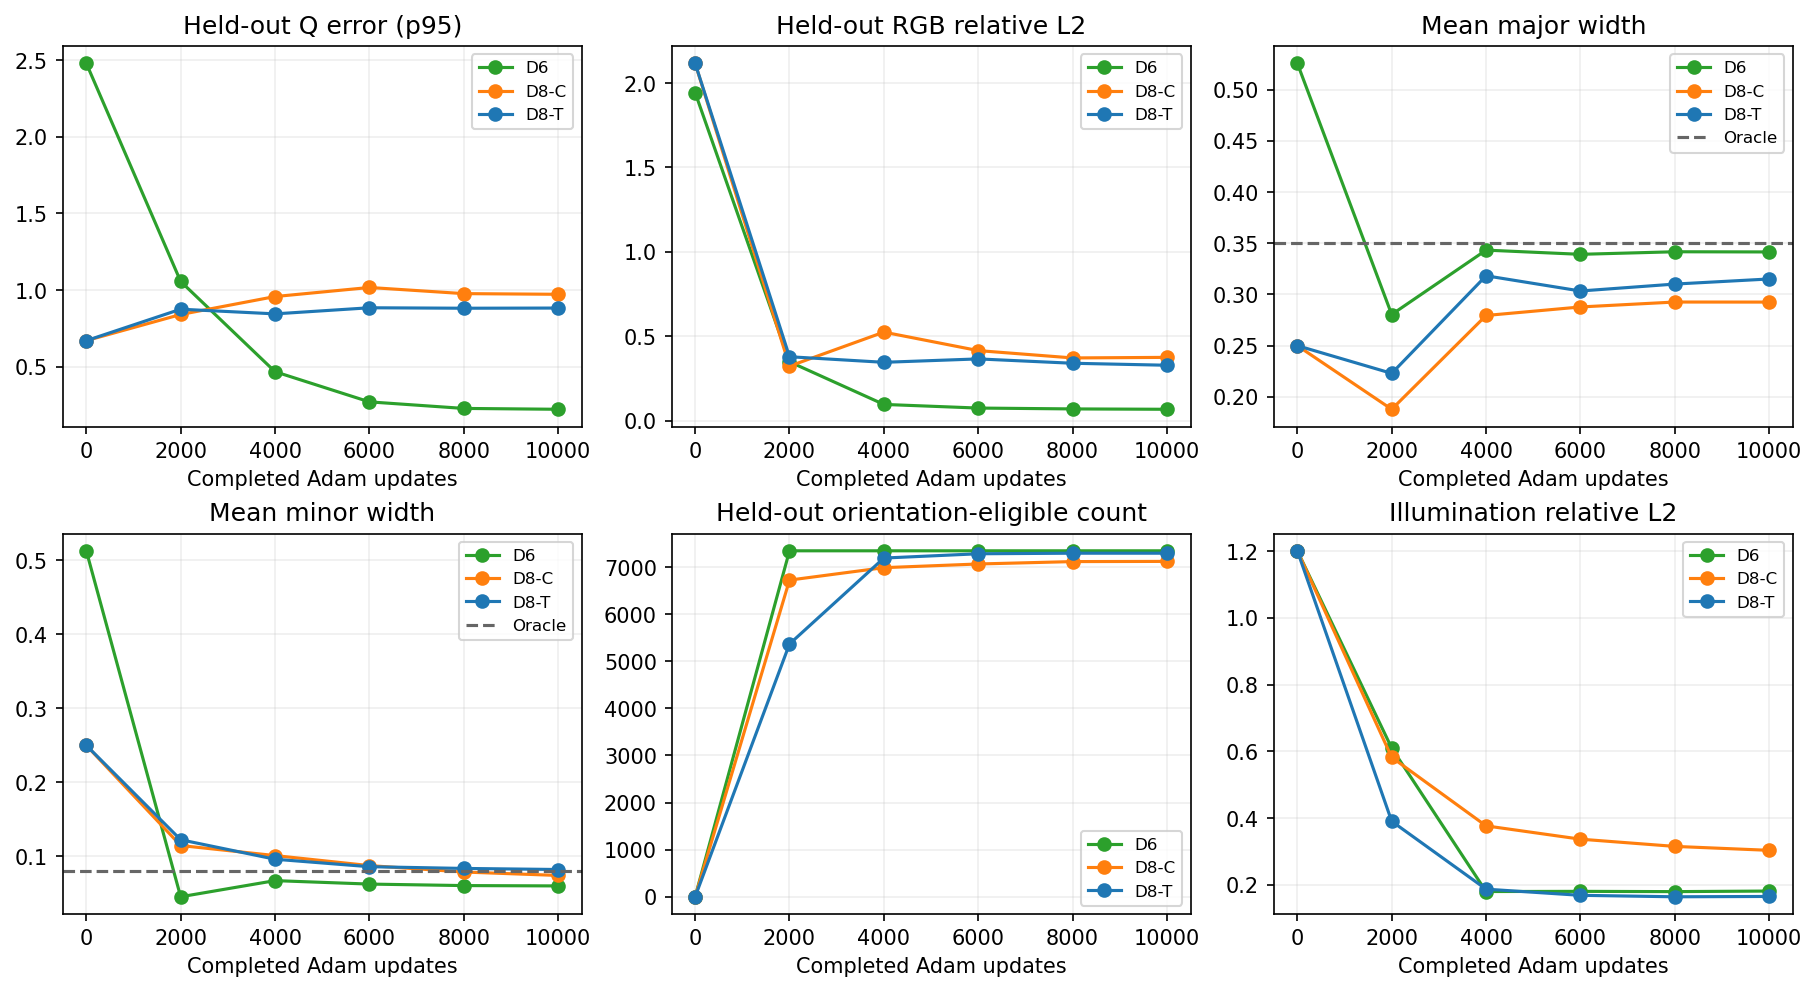 Held-out Q error (p95)
2.5
2.0
1.5
1.0
0.5
0
2000
4000
6000
8000
10000
Completed Adam updates
D6
D8-C
D8-T
Held-out RGB relative L2
2.0
1.5
1.0
0.5
0.0
0
2000
4000
6000
8000
10000
Completed Adam updates
D6
D8-C
D8-T
Mean major width
0.50
0.45
0.40
0.35
0.30
0.25
0.20
0
2000
4000
6000
8000
10000
Completed Adam updates
D6
D8-C
D8-T
Oracle
Mean minor width
0.5
0.4
0.3
0.2
0.1
0
2000
4000
6000
8000
10000
Completed Adam updates
D6
D8-C
D8-T
Oracle
Held-out orientation-eligible count
7000
6000
5000
4000
3000
2000
1000
0
0
2000
4000
6000
8000
10000
Completed Adam updates
D6
D8-C
D8-T
Illumination relative L2
1.2
1.0
0.8
0.6
0.4
0.2
0
2000
4000
6000
8000
10000
Completed Adam updates
D6
D8-C
D8-T